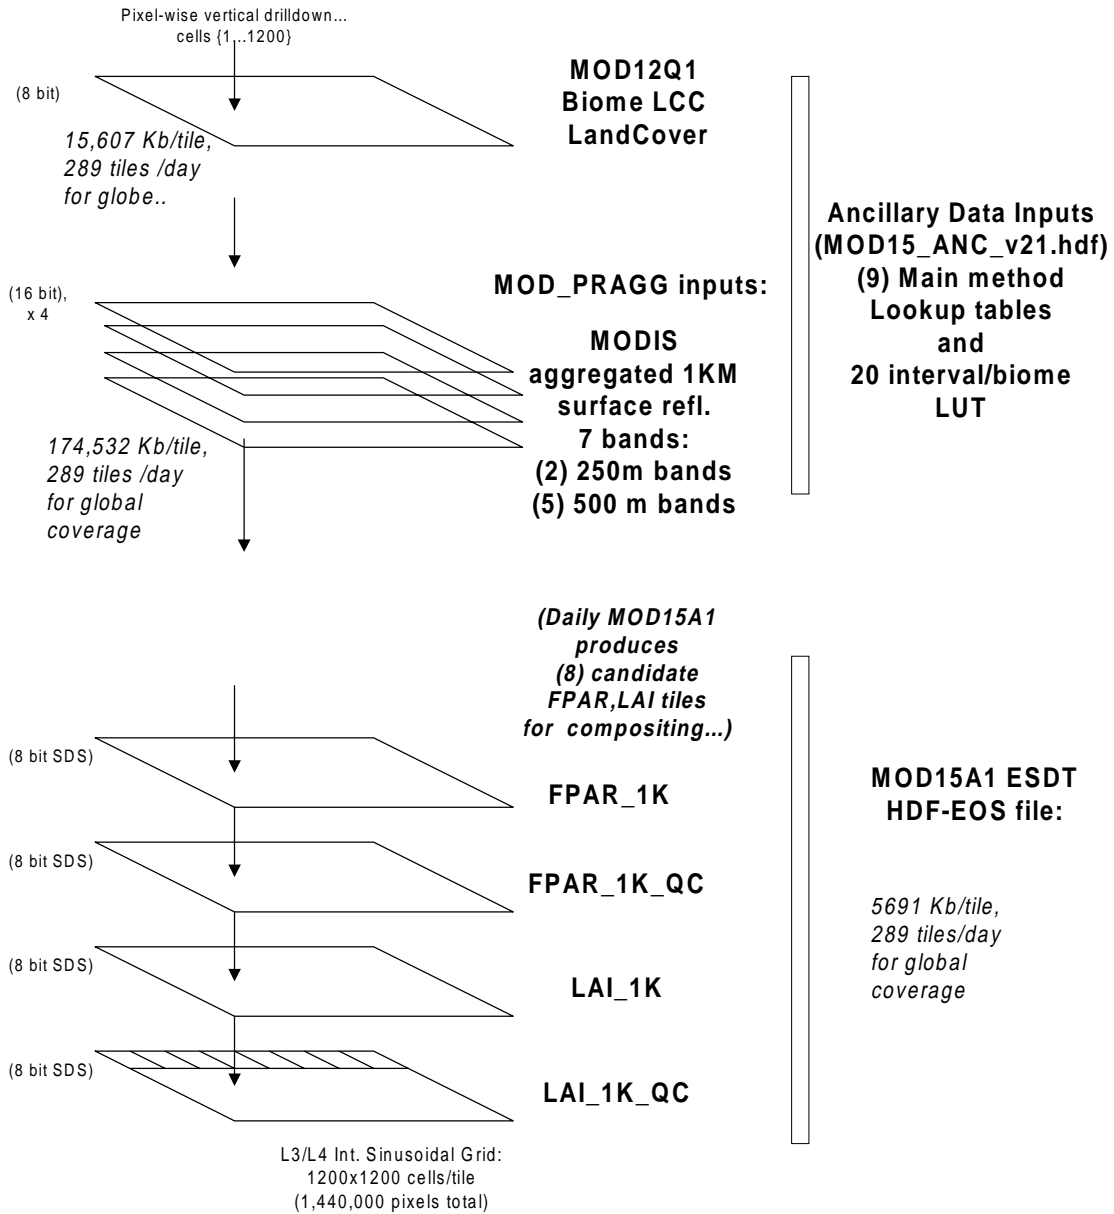 Pixel-wise vertical drilldown...
cells {1...1200}
(8 bit)
MOD12Q1
Biome LCC
LandCover
15,607 Kb/tile,
289 tiles /day
for globe..
Ancillary Data Inputs
(MOD15_ANC_v21.hdf)
(9) Main method
Lookup tables
and
20 interval/biome
LUT
(16 bit),
x 4
MOD_PRAGG inputs:
MODIS
aggregated 1KM
surface refl.
7 bands:
(2) 250m bands
(5) 500 m bands
174,532 Kb/tile,
289 tiles /day
for global
coverage
(Daily MOD15A1
produces
(8) candidate
FPAR,LAI tiles
for compositing...)
(8 bit SDS)
FPAR_1K
(8 bit SDS)
FPAR_1K_QC
(8 bit SDS)
LAI_1K
(8 bit SDS)
LAI_1K_QC
MOD15A1 ESDT
HDF-EOS file:
5691 Kb/tile,
289 tiles/day
for global
coverage
L3/L4 Int. Sinusoidal Grid:
1200x1200 cells/tile
(1,440,000 pixels total)